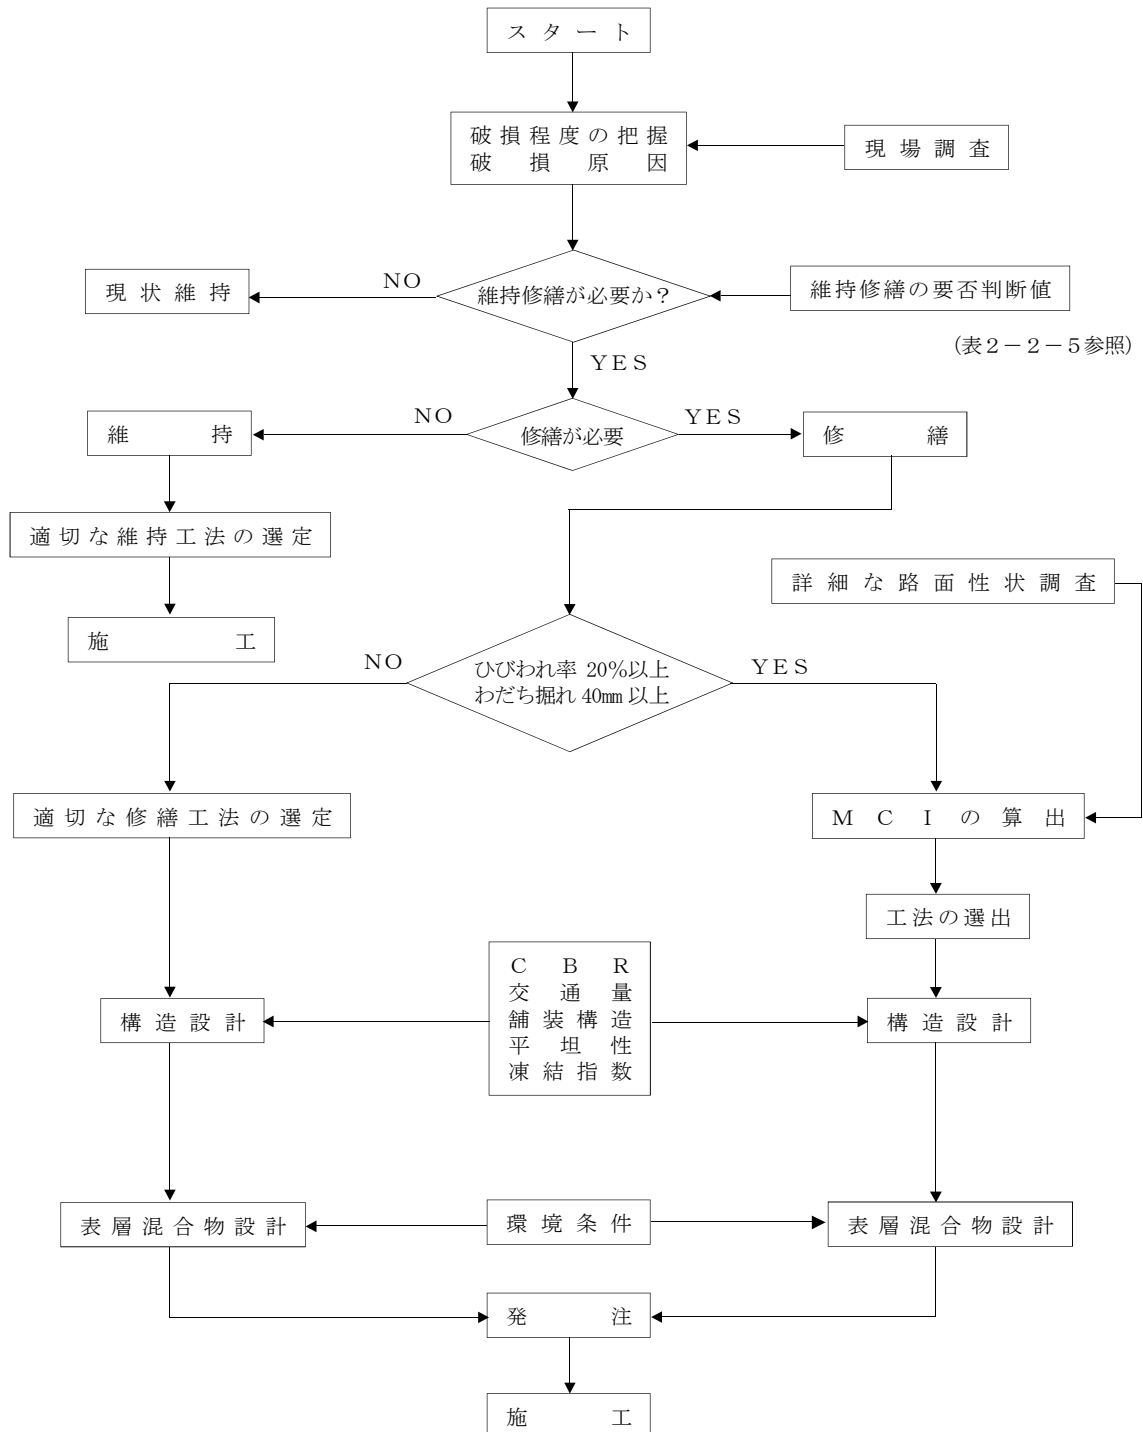 スタート
破損程度の把握
破損原因
現場調査
現状維持
NO
維持修繕が必要か？
維持修繕の要否判断値
(表２－２－５参照)
YES
維持
NO
修繕が必要
YES
修繕
適切な維持工法の選定
詳細な路面性状調査
施工
NO
ひびわれ率 20%以上
わだち掘れ 40mm 以上
YES
適切な修繕工法の選定
ＭＣＩの算出
工法の選出
ＣＢＲ
交通量
舗装構造
平坦性
凍結指数
構造設計
構造設計
表層混合物設計
環境条件
表層混合物設計
発注
施工